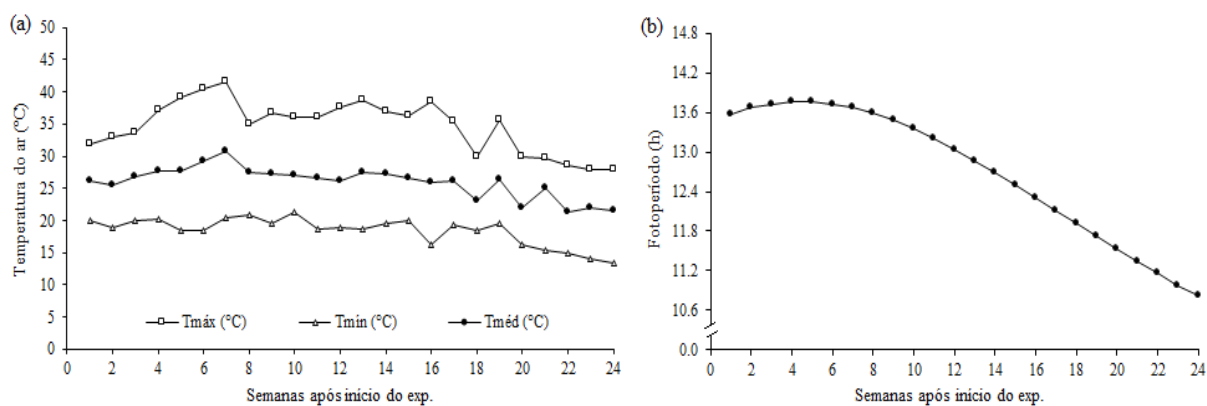 (a)
Temperatura do ar (°C)
50
45
40
35
30
25
20
15
10
5
0
Tmáx (°C) Tmin (°C) Tméd (°C)
0 2 4 6 8 10 12 14 16 18 20 22 24
Semanas após início do exp.
(b)
Fotoperíodo (h)
14.8
14.2
13.6
13.0
12.4
11.8
11.2
10.6
0.0
0 2 4 6 8 10 12 14 16 18 20 22 24
Semanas após início do exp.